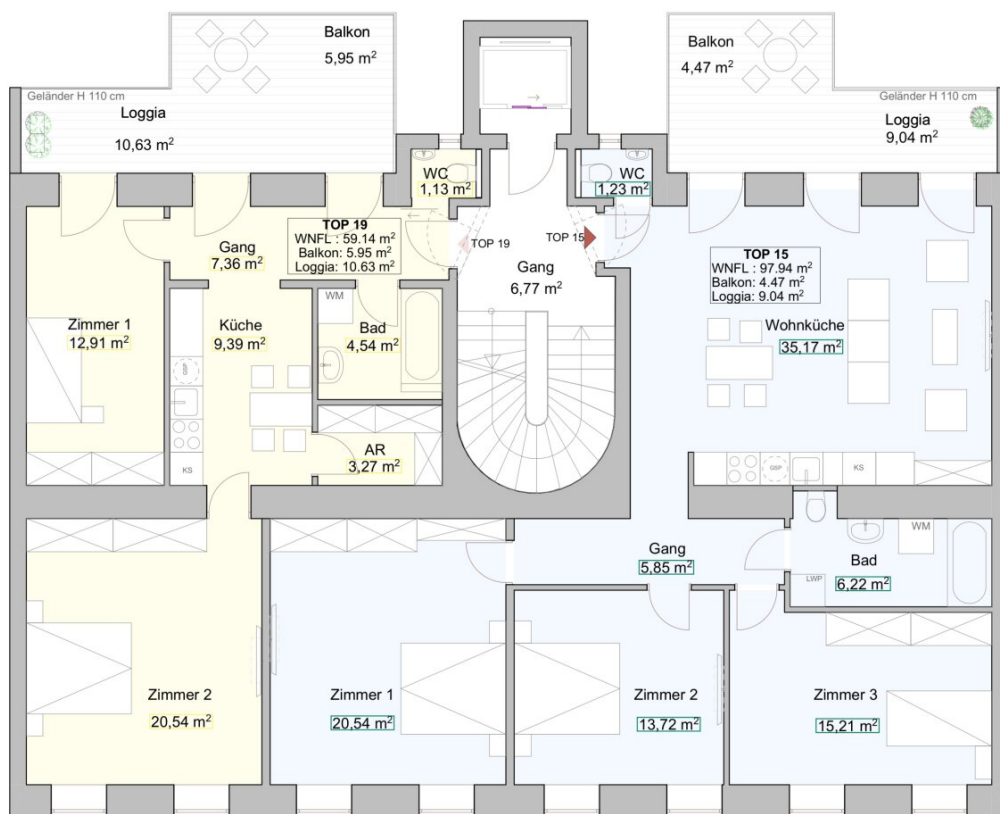 Balkon
5,95 m²
Geländer H 110 cm
Loggia
10,63 m²
Balkon
4,47 m²
Geländer H 110 cm
Loggia
9,04 m²
WC
1,13 m²
WC
1,23 m²
TOP 19
WNFL : 59.14 m²
Balkon: 5.95 m²
Loggia: 10.63 m²
Gang
7,36 m²
TOP 19
TOP 15
Gang
6,77 m²
TOP 15
WNFL : 97.94 m²
Balkon: 4.47 m²
Loggia: 9.04 m²
WM
Zimmer 1
12,91 m²
Küche
9,39 m²
Bad
4,54 m²
Wohnküche
35,17 m²
AR
3,27 m²
KS
GSP
KS
WM
Gang
5,85 m²
Bad
6,22 m²
LWP
Zimmer 2
20,54 m²
Zimmer 1
20,54 m²
Zimmer 2
13,72 m²
Zimmer 3
15,21 m²